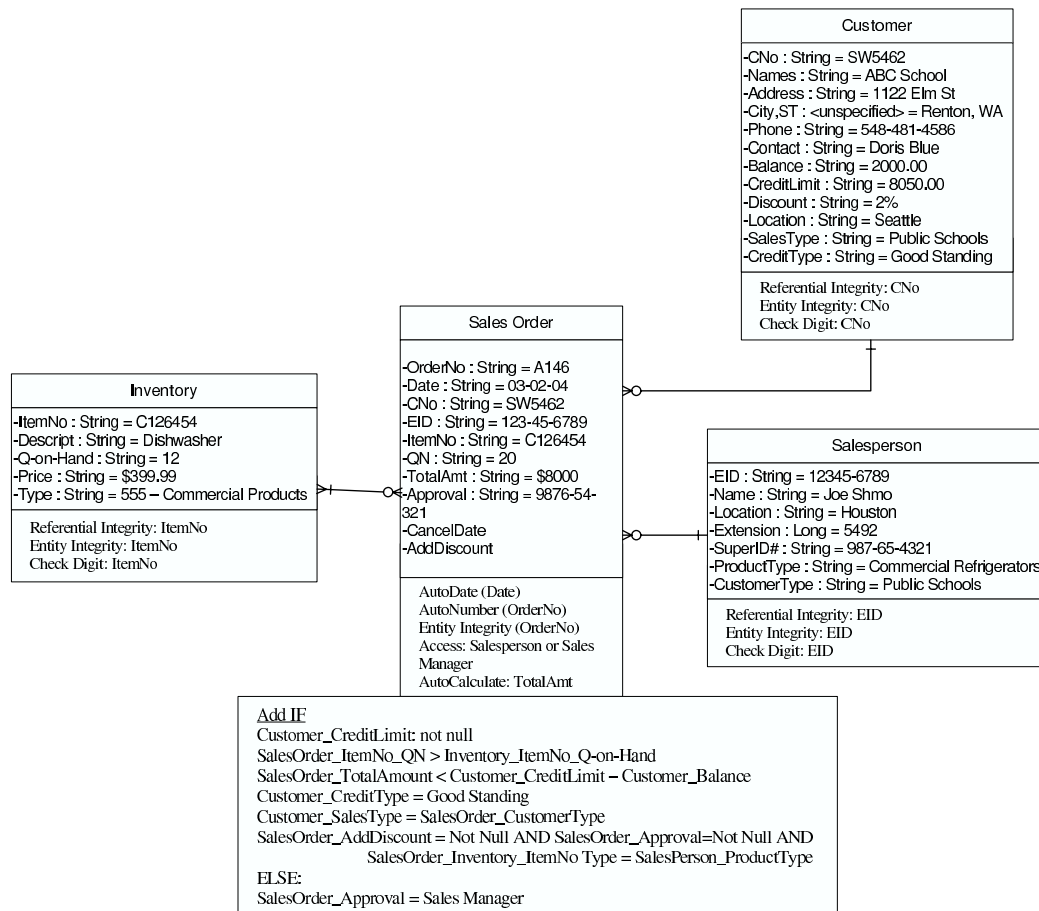 Customer
-CNo : String = SW5462
-Names : String = ABC School
-Address : String = 1122 Elm St
-City,ST : <unspecified> = Renton, WA
-Phone : String = 548-481-4586
-Contact : String = Doris Blue
-Balance : String = 2000.00
-CreditLimit : String = 8050.00
-Discount : String = 2%
-Location : String = Seattle
-SalesType : String = Public Schools
-CreditType : String = Good Standing
Referential Integrity: CNo
Entity Integrity: CNo
Check Digit: CNo
Sales Order
-OrderNo : String = A146
-Date : String = 03-02-04
-CNo : String = SW5462
-EID : String = 123-45-6789
-ItemNo : String = C126454
-QN : String = 20
-TotalAmt : String = $8000
-Approval : String = 9876-54-
321
-CancelDate
-AddDiscount
AutoDate (Date)
AutoNumber (OrderNo)
Entity Integrity (OrderNo)
Access: Salesperson or Sales
Manager
AutoCalculate: TotalAmt
Inventory
-ItemNo : String = C126454
-Descript : String = Dishwasher
-Q-on-Hand : String = 12
-Price : String = $399.99
-Type : String = 555 – Commercial Products
Referential Integrity: ItemNo
Entity Integrity: ItemNo
Check Digit: ItemNo
Salesperson
-EID : String = 12345-6789
-Name : String = Joe Shmo
-Location : String = Houston
-Extension : Long = 5492
-SuperID# : String = 987-65-4321
-ProductType : String = Commercial Refrigerators
-CustomerType : String = Public Schools
Referential Integrity: EID
Entity Integrity: EID
Check Digit: EID
Add IF
Customer_CreditLimit: not null
SalesOrder_ItemNo_QN > Inventory_ItemNo_Q-on-Hand
SalesOrder_TotalAmount < Customer_CreditLimit – Customer_Balance
Customer_CreditType = Good Standing
Customer_SalesType = SalesOrder_CustomerType
SalesOrder_AddDiscount = Not Null AND SalesOrder_Approval=Not Null AND
SalesOrder_Inventory_ItemNo Type = SalesPerson_ProductType
ELSE:
SalesOrder_Approval = Sales Manager